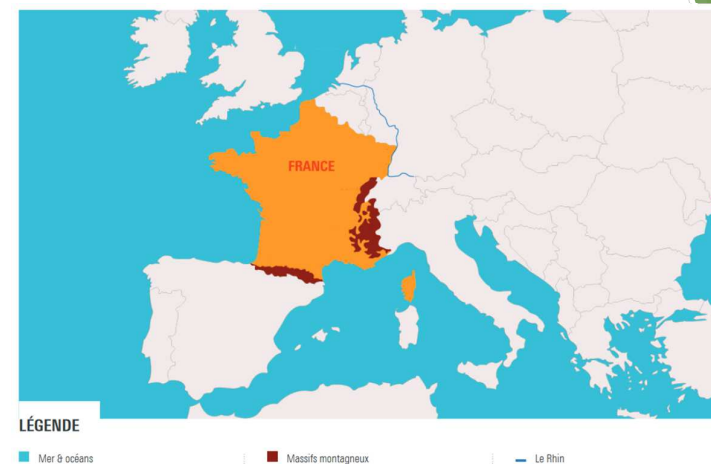 FRANCE
LÉGENDE
Mer & océans
Massifs montagneux
Le Rhin